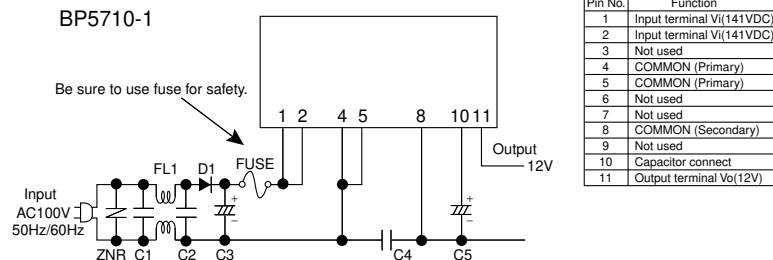 BP5710-1
Be sure to use fuse for safety.
1 2 4 5 8 10 11
Output
12V
FL1 D1 FUSE
Input
AC100V
50Hz/60Hz
+
−
+
−
ZNR C1 C2 C3 C4 C5
Pin No. Function
1 Input terminal Vi(141VDC)
2 Input terminal Vi(141VDC)
3 Not used
4 COMMON (Primary)
5 COMMON (Primary)
6 Not used
7 Not used
8 COMMON (Secondary)
9 Not used
10 Capacitor connect
11 Output terminal Vo(12V)